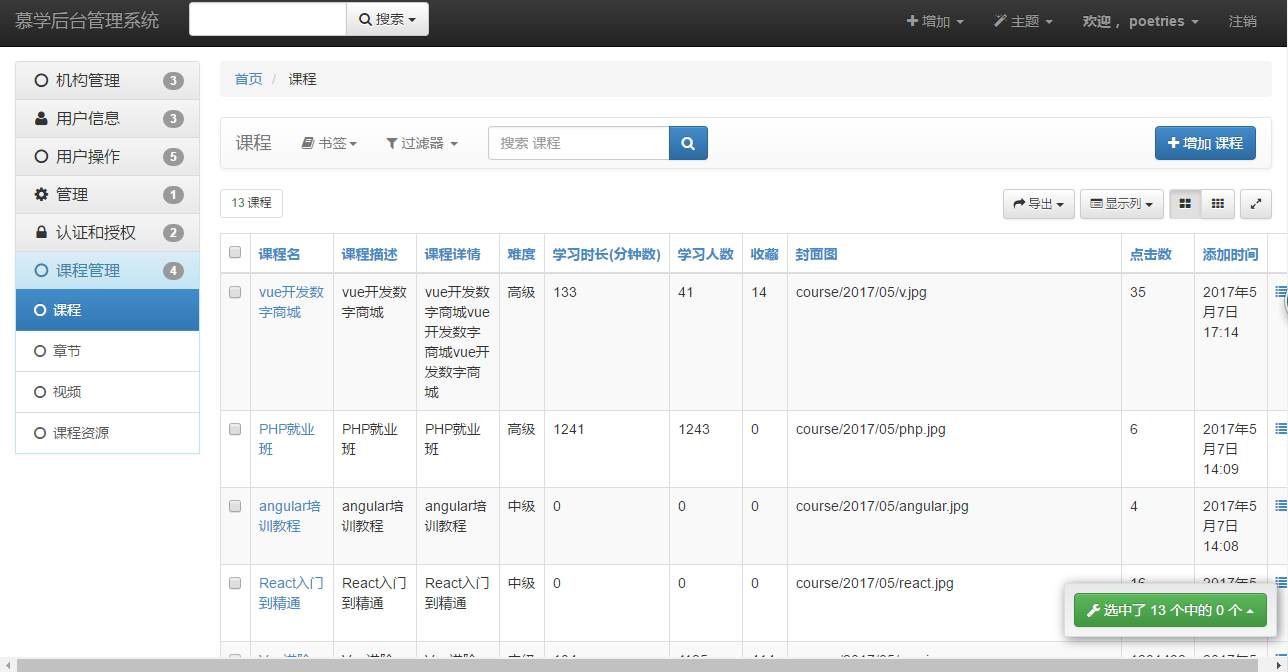 慕学后台管理系统 搜索 增加 主题 欢迎， poetries 注销
机构管理 3
用户信息 3
用户操作 5
管理 1
认证和授权 2
课程管理 4
课程
章节
视频
课程资源
首页 / 课程
课程 书签 过滤器 搜索 课程 增加 课程
13 课程 导出 显示列
课程名 课程描述 课程详情 难度 学习时长(分钟数) 学习人数 收藏 封面图 点击数 添加时间
vue开发数 vue开发数 vue开发数 高级 133 41 14 course/2017/05/v.jpg 35 2017年5
字商城 字商城 字商城vue 月7日
开发数字 17:14
商城vue开
发数字商
城
PHP就业 PHP就业 PHP就业 高级 1241 1243 0 course/2017/05/php.jpg 6 2017年5
班 班 班 月7日
14:09
angular培 angular培 angular培 中级 0 0 0 course/2017/05/angular.jpg 4 2017年5
训教程 训教程 训教程 月7日
14:08
React入门 React入门 React入门 中级 0 0 0 course/2017/05/react.jpg 16 2017年5
到精通 到精通 到精通
选中了 13 个中的 0 个